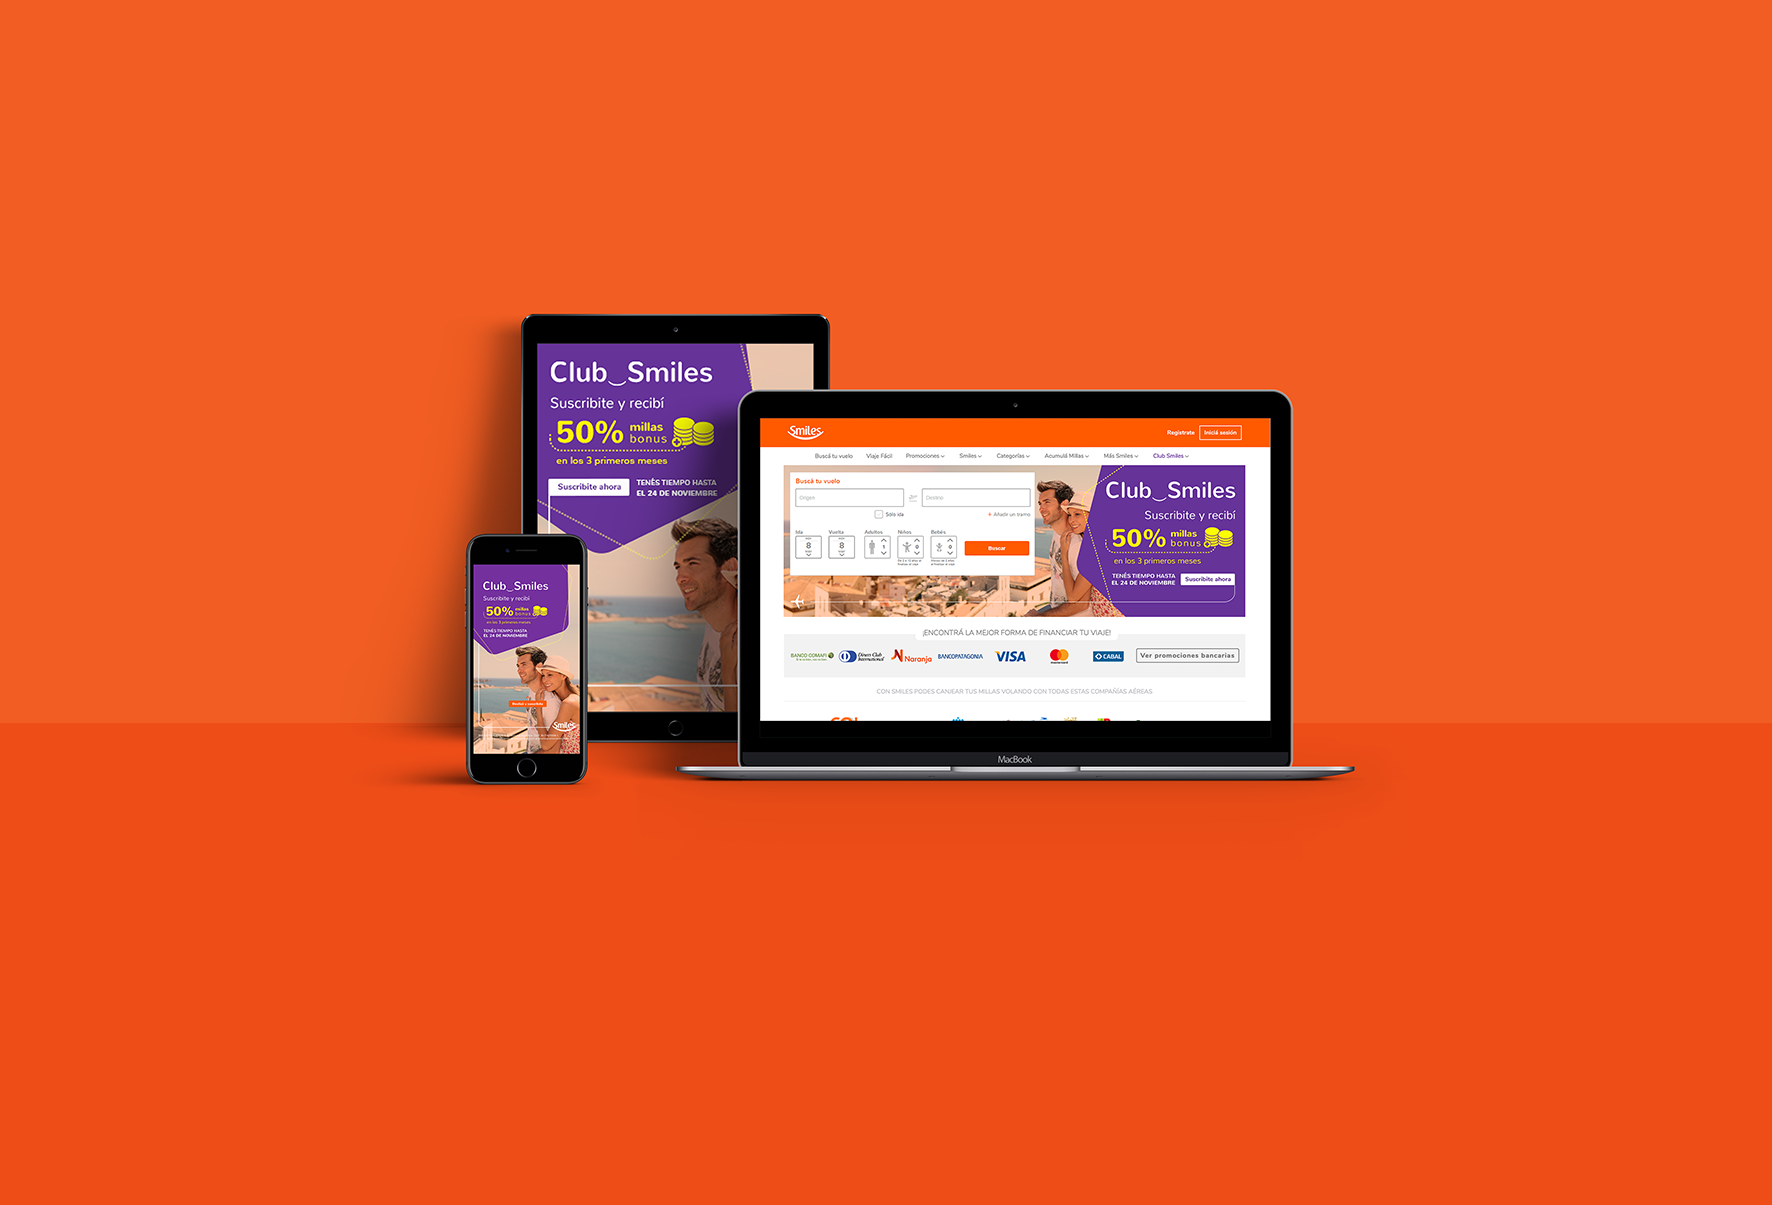 Club_Smiles
Suscribite y recibí
50% millas bonus
en los 3 primeros meses
Suscribite ahora
TENÉS TIEMPO HASTA
EL 24 DE NOVIEMBRE
Club_Smiles
Suscribite y recibí
50% millas bonus
en los 3 primeros meses
TENÉS TIEMPO HASTA
EL 24 DE NOVIEMBRE
Smiles
Smiles
Registrate
Iniciá sesión
Buscá tu vuelo
Viaje Fácil
Promociones
Smiles
Categorías
Acumulá Millas
Más Smiles
Club Smiles
Buscá tu vuelo
Origen
Destino
Sólo ida
+ Añadir un tramo
Ida
Vuelta
Adultos
Niños
Bebés
8
8
1
0
0
Buscar
Club_Smiles
Suscribite y recibí
50% millas bonus
en los 3 primeros meses
TENÉS TIEMPO HASTA
EL 24 DE NOVIEMBRE
Suscribite ahora
¡ENCONTRÁ LA MEJOR FORMA DE FINANCIAR TU VIAJE!
BANCO COMAFI
Diners Club
International
Naranja
BANCOPATAGONIA
VISA
mastercard
CABAL
Ver promociones bancarias
CON SMILES PODES CANJEAR TUS MILLAS VOLANDO CON TODAS ESTAS COMPAÑÍAS AÉREAS
MacBook